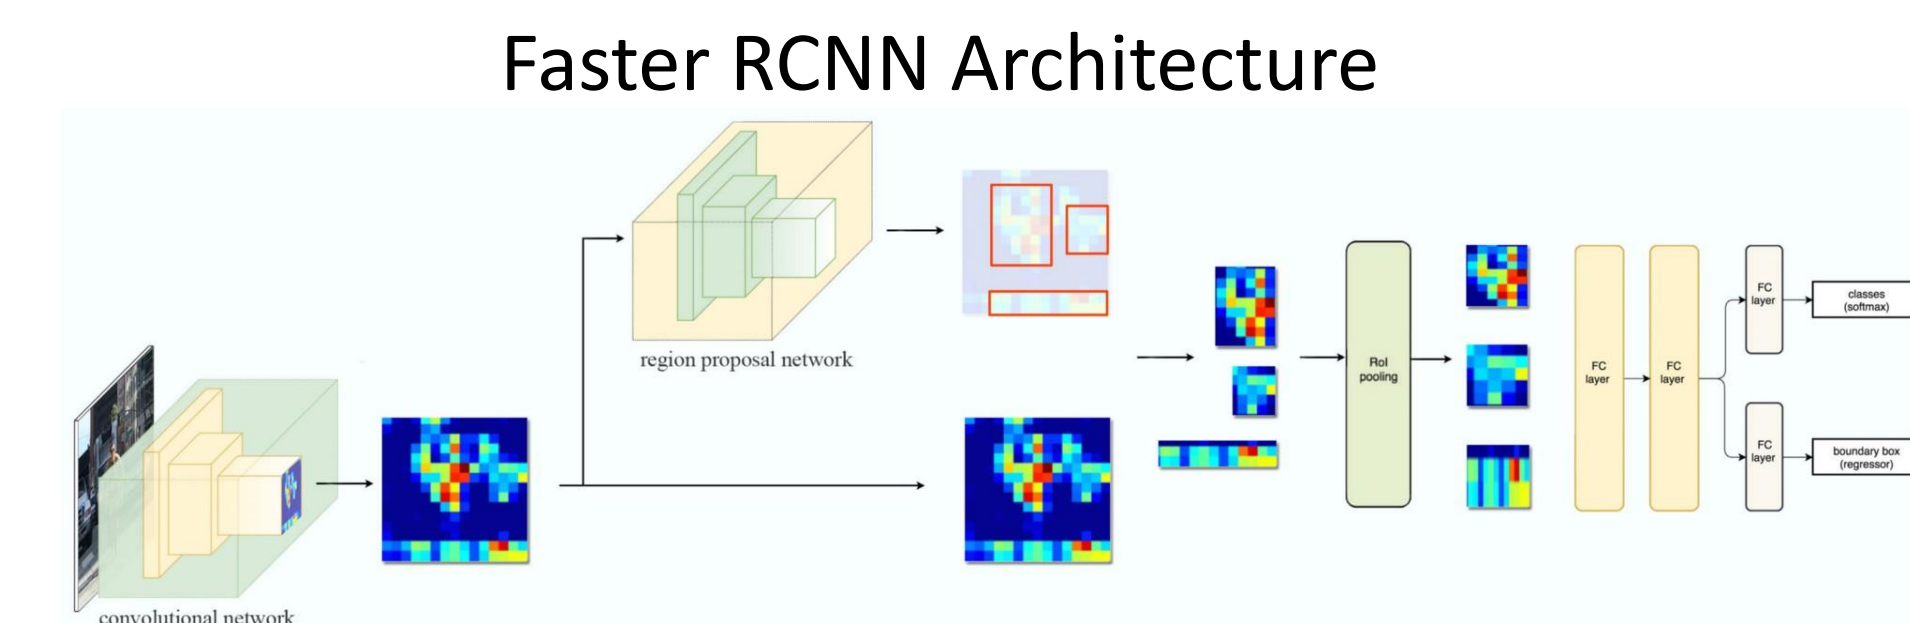 Faster RCNN Architecture
region proposal network
convolutional network
RoI
pooling
FC
layer
FC
layer
FC
layer
classes
(softmax)
FC
layer
boundary box
(regressor)